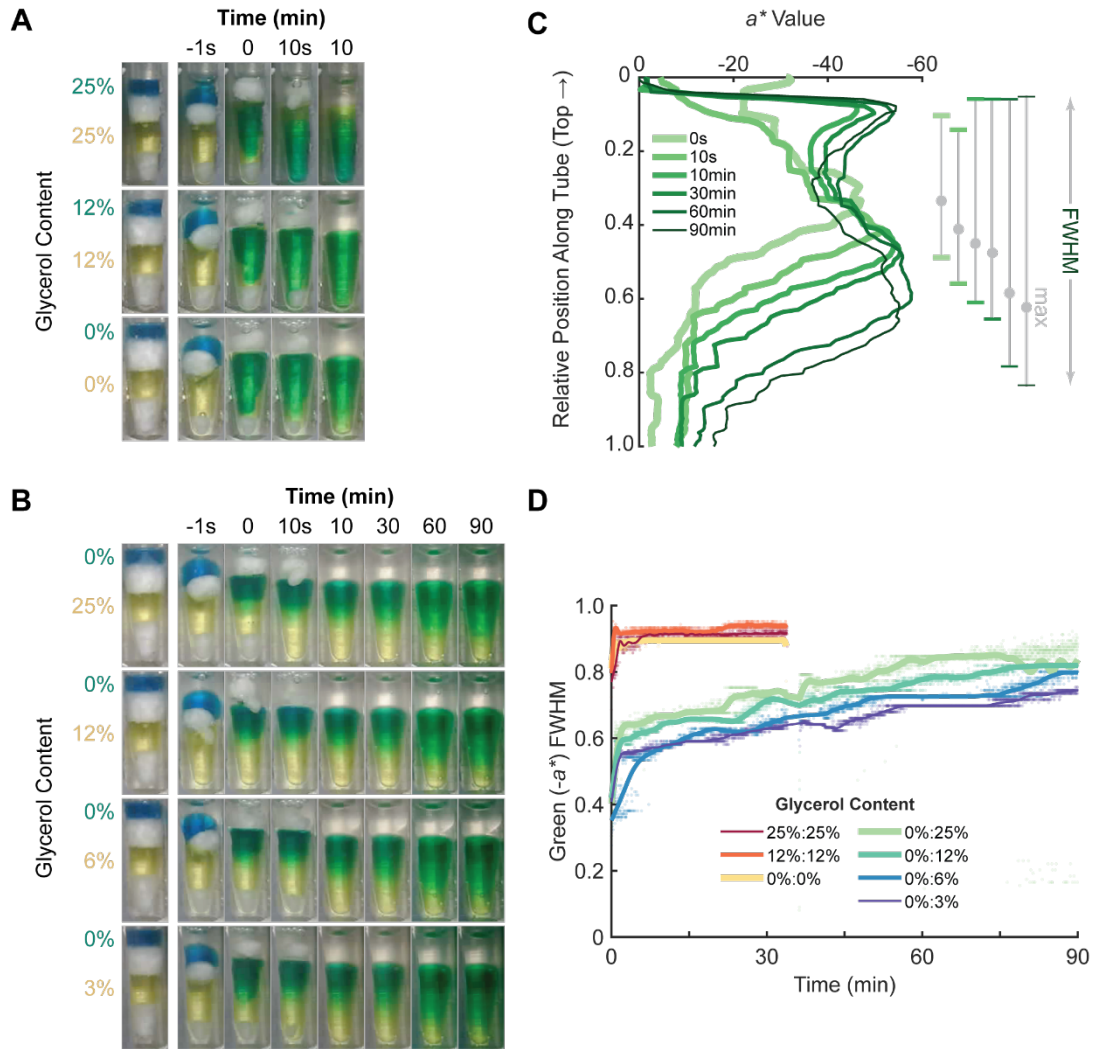 A
Time (min)
-1s 0 10s 10
Glycerol Content
25%
25%
12%
12%
0%
0%
B
Time (min)
-1s 0 10s 10 30 60 90
Glycerol Content
0%
25%
0%
12%
0%
6%
0%
3%
C
a* Value
0 -20 -40 -60
Relative Position Along Tube (Top →)
0
0.2
0.4
0.6
0.8
1.0
0s
10s
10min
30min
60min
90min
max
FWHM
D
Green (-a*) FWHM
1.0
0.8
0.6
0.4
0.2
0
Glycerol Content
25%:25% 0%:25%
12%:12% 0%:12%
0%:0% 0%:6%
0%:3%
0 30 60 90
Time (min)